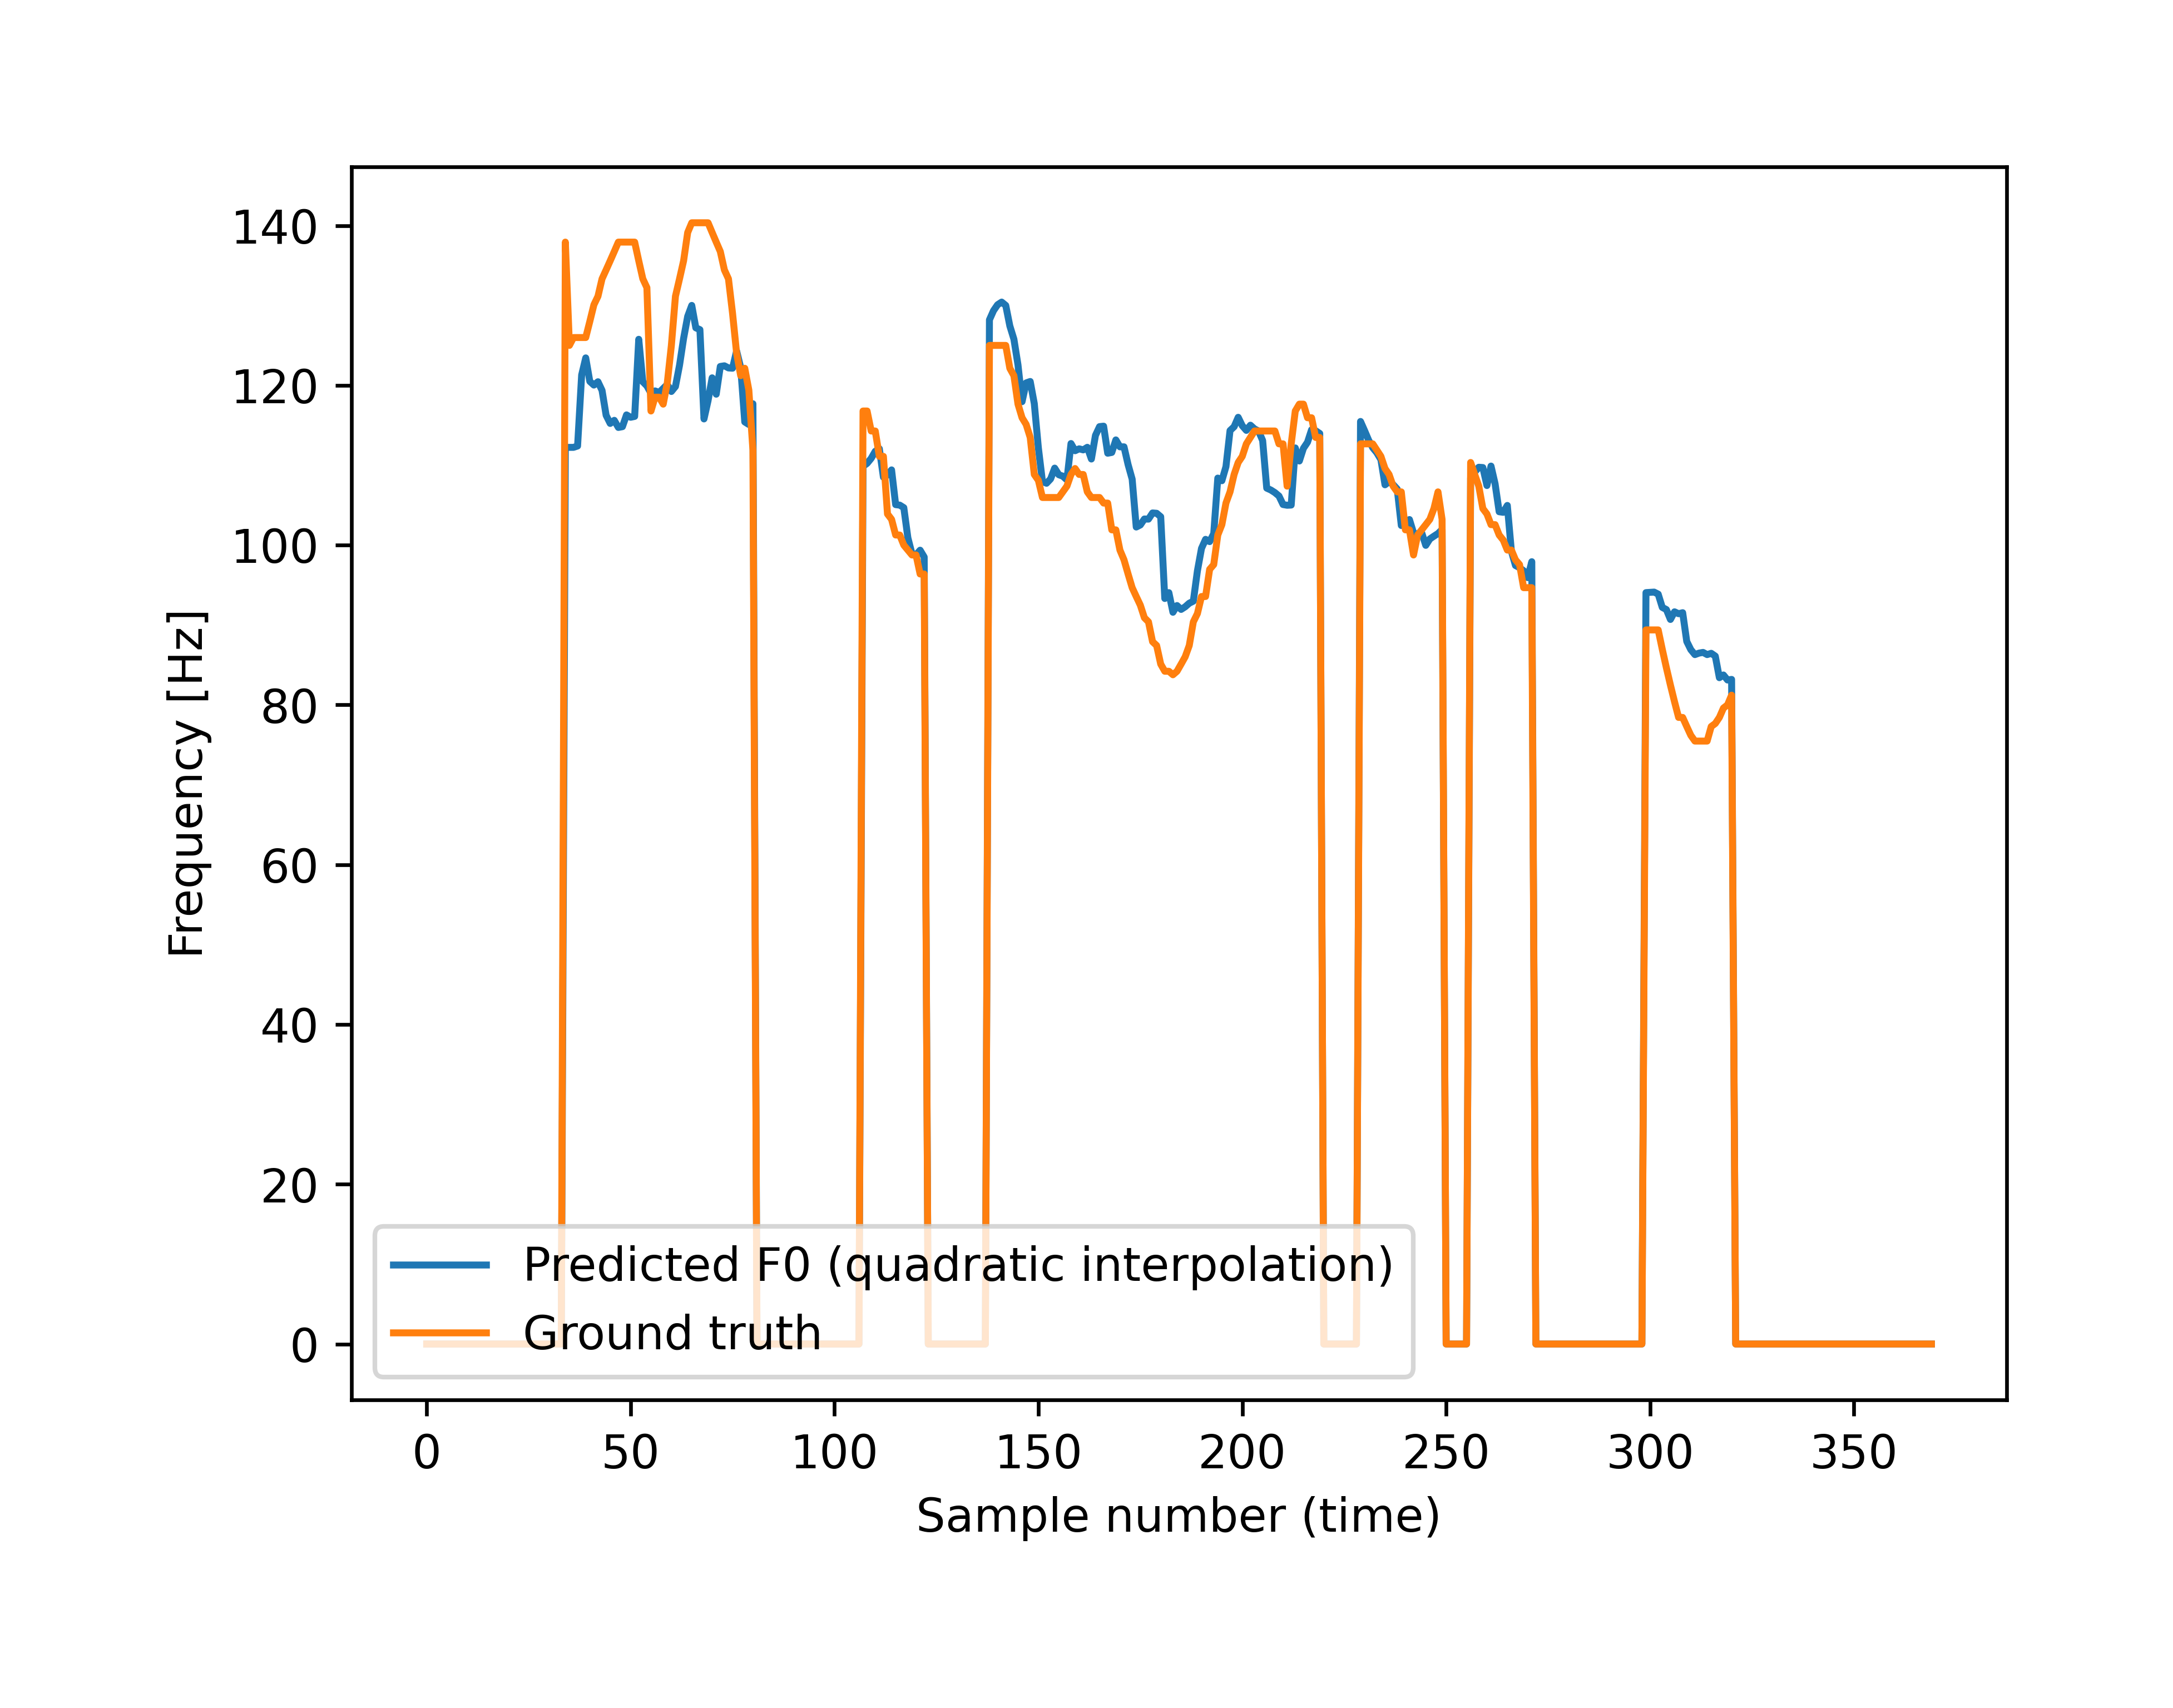 140
120
100
80
60
40
20
0
Frequency [Hz]
Predicted F0 (quadratic interpolation)
Ground truth
0 50 100 150 200 250 300 350
Sample number (time)